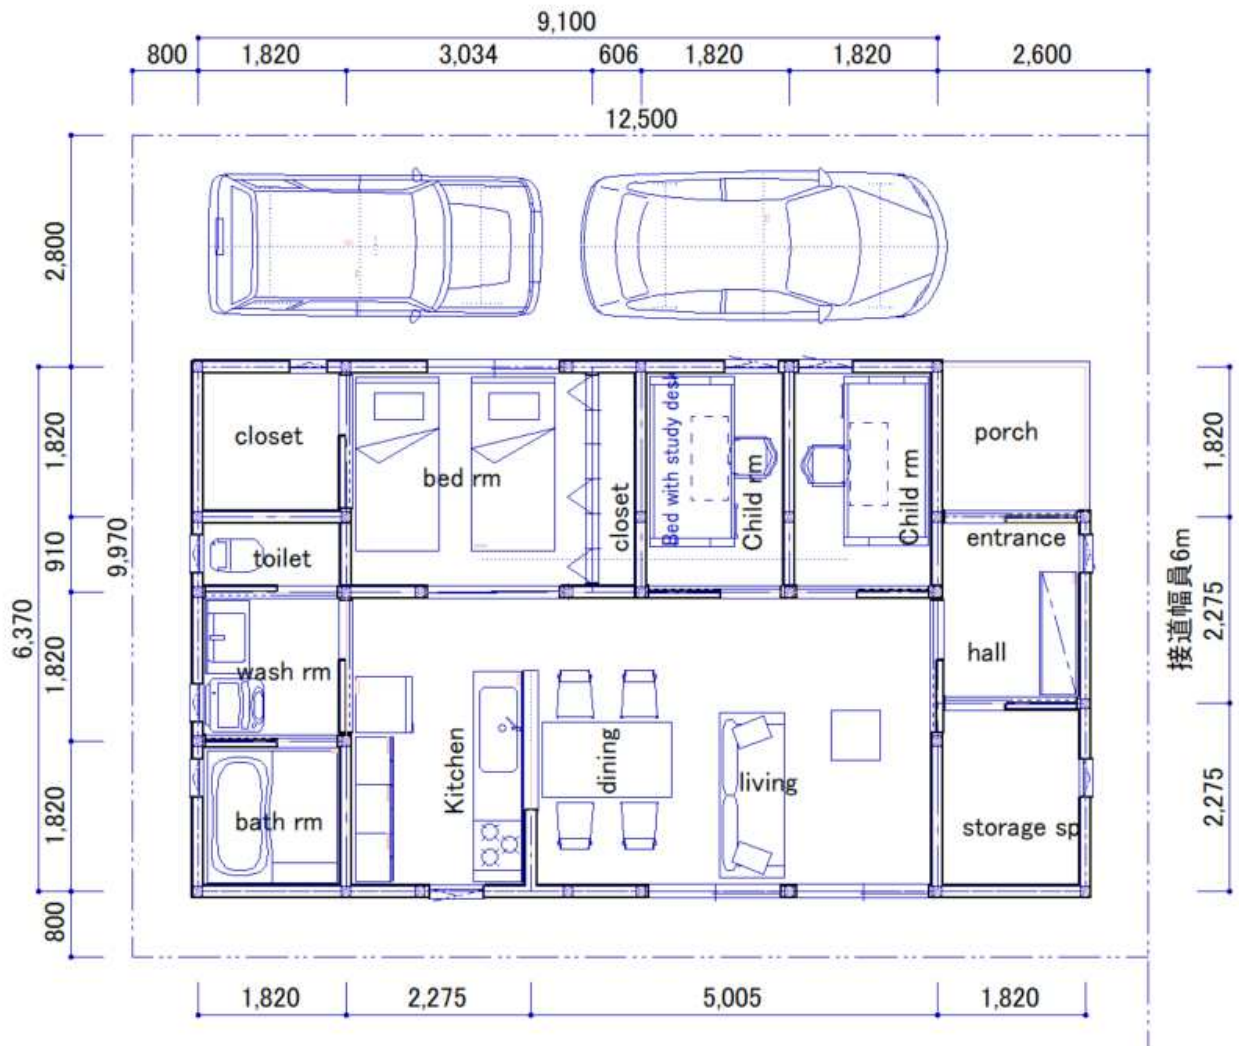 9,100
800
1,820
3,034
606
1,820
1,820
2,600
12,500
2,800
1,820
910
9,970
6,370
1,820
1,820
800
closet
bed rm
closet
Bed with study desk
Child rm
Child rm
porch
toilet
entrance
wash rm
hall
Kitchen
dining
living
bath rm
storage sp
1,820
2,275
接道幅員6m
2,275
1,820
2,275
5,005
1,820